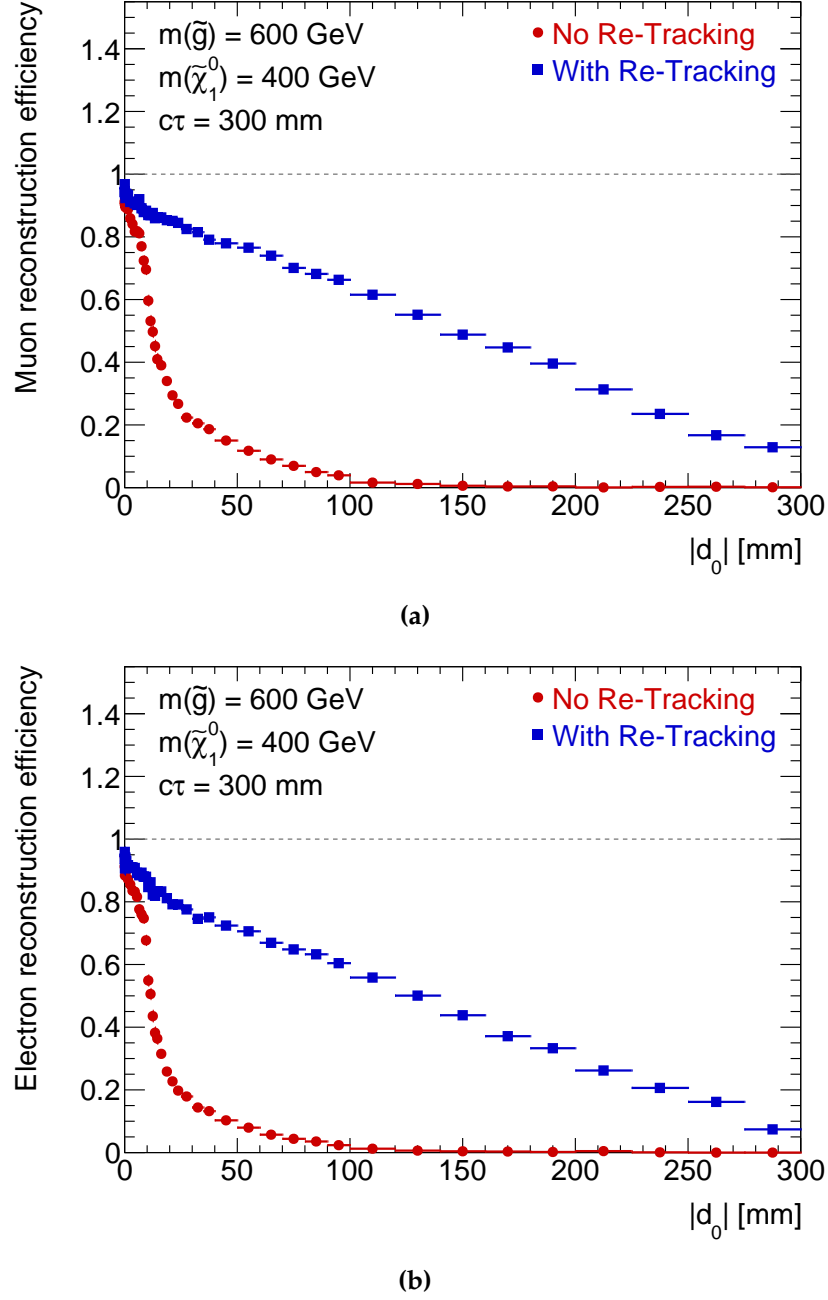 Muon reconstruction efficiency
1.4
1.2
1
0.8
0.6
0.4
0.2
0
m(g̃) = 600 GeV
m(χ̃₁⁰) = 400 GeV
cτ = 300 mm
No Re-Tracking
With Re-Tracking
0 50 100 150 200 250 300
|d₀| [mm]
(a)
Electron reconstruction efficiency
1.4
1.2
1
0.8
0.6
0.4
0.2
0
m(g̃) = 600 GeV
m(χ̃₁⁰) = 400 GeV
cτ = 300 mm
No Re-Tracking
With Re-Tracking
0 50 100 150 200 250 300
|d₀| [mm]
(b)